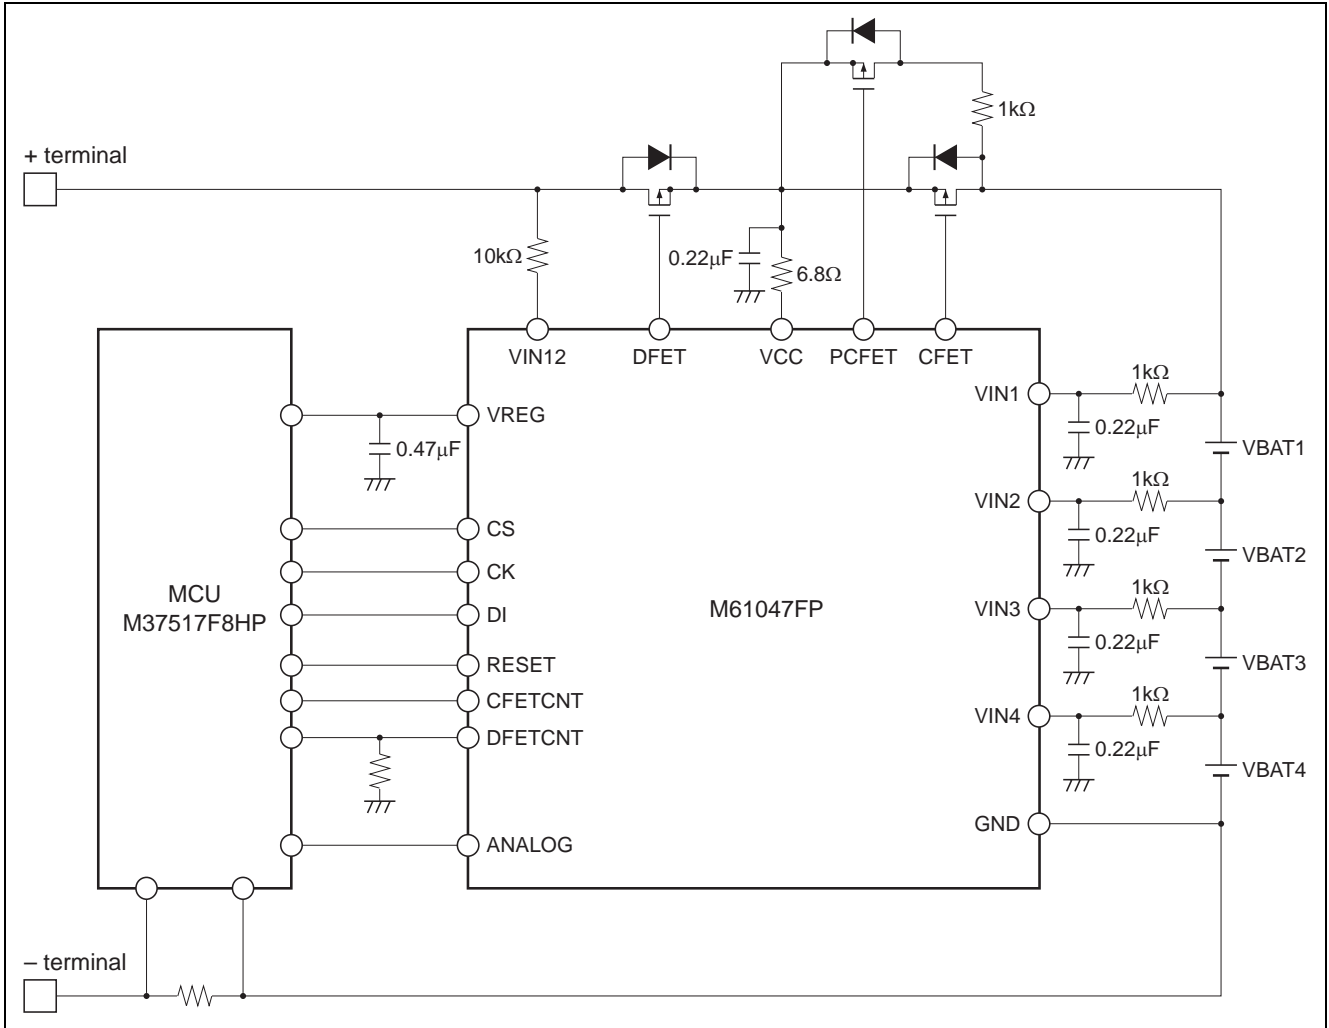 1kΩ
+ terminal
10kΩ
0.22μF
6.8Ω
VIN12
DFET
VCC
PCFET
CFET
VREG
0.47μF
CS
CK
DI
RESET
CFETCNT
DFETCNT
ANALOG
MCU
M37517F8HP
M61047FP
VIN1
1kΩ
0.22μF
VBAT1
VIN2
1kΩ
0.22μF
VBAT2
VIN3
1kΩ
0.22μF
VBAT3
VIN4
1kΩ
0.22μF
VBAT4
GND
– terminal